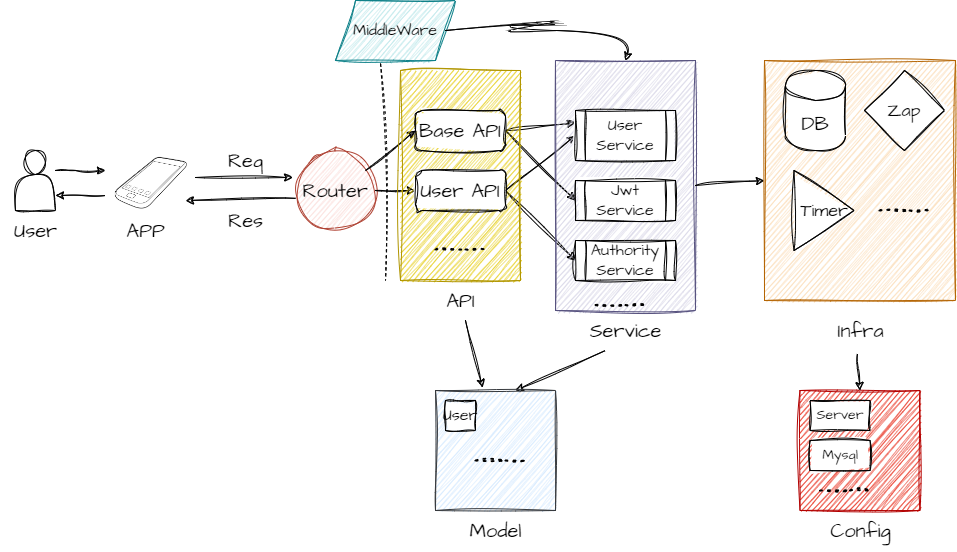 MiddleWare
Base API
User API
API
User
Service
Jwt
Service
Authority
Service
Service
DB
Zap
Timer
Infra
Req
Router
Res
User
APP
User
Model
Server
Mysql
Config